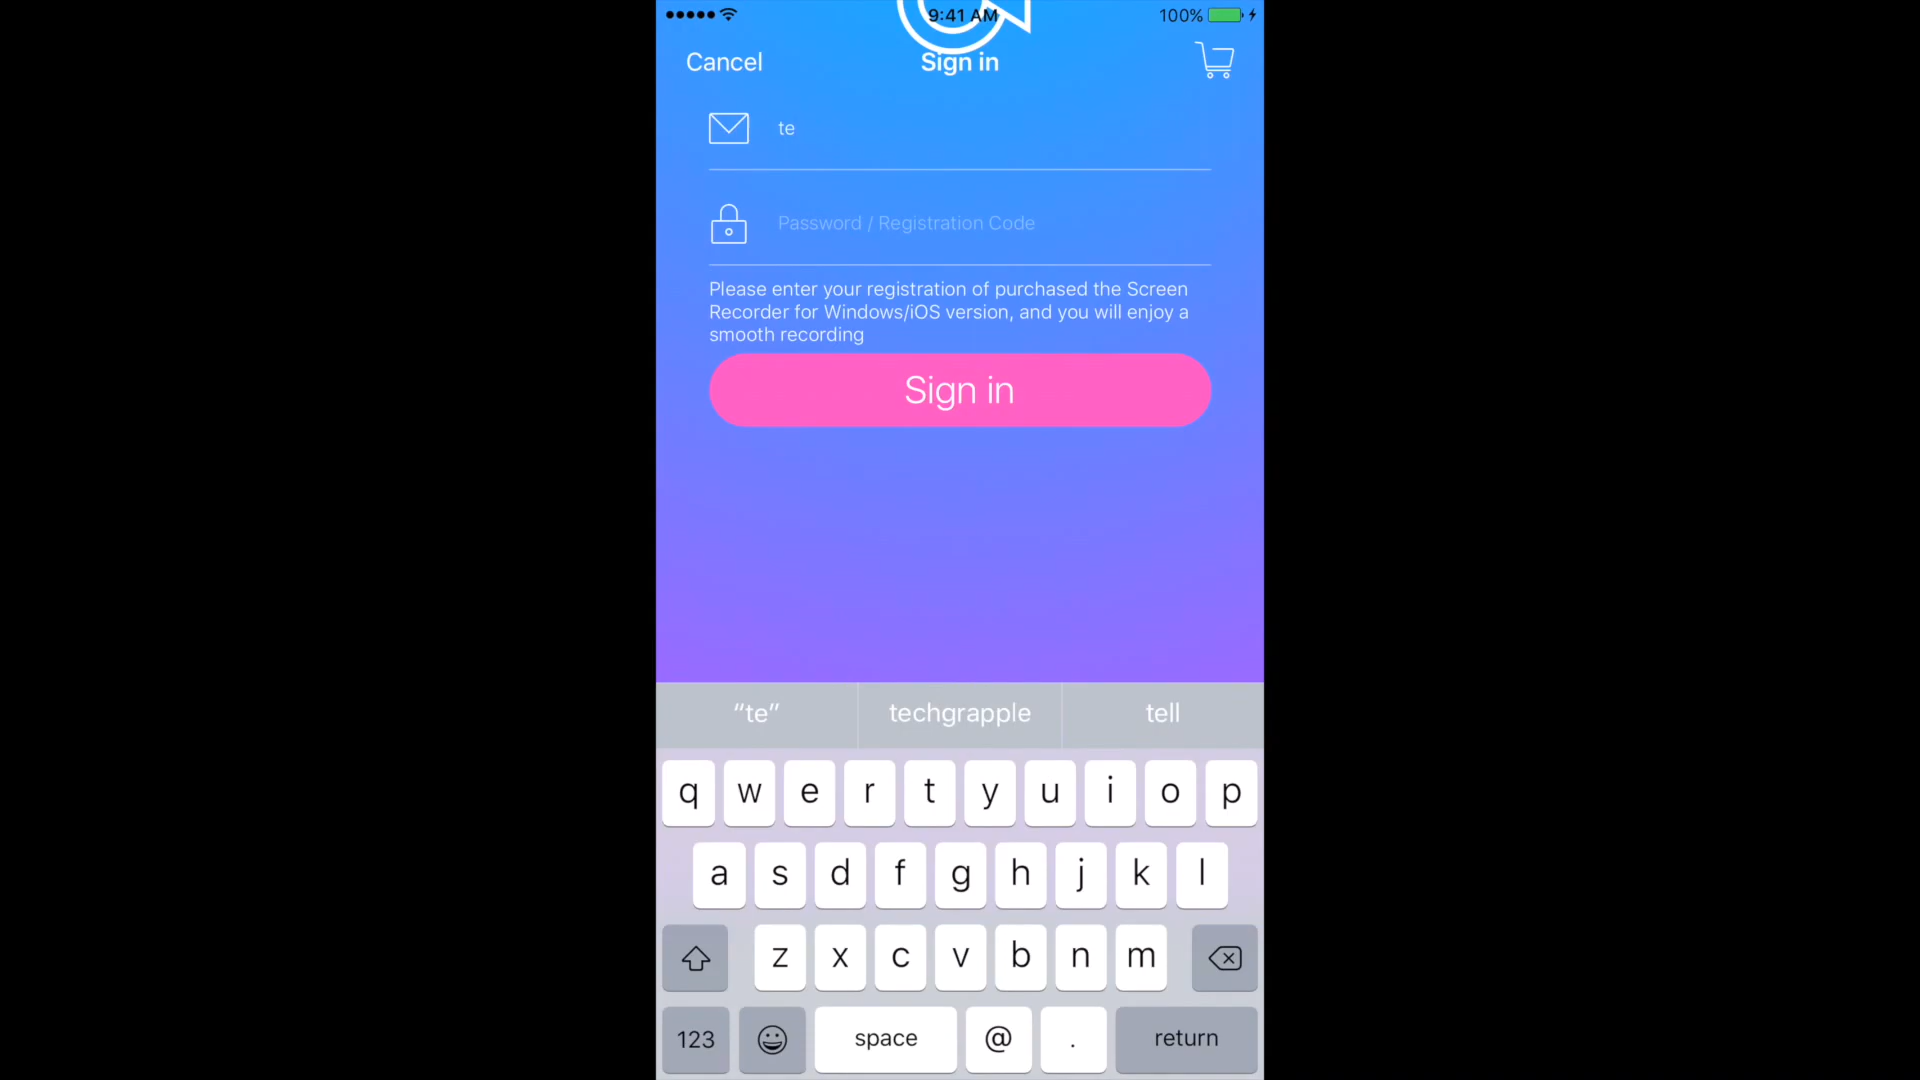 9:41 AM
100%
Cancel
Sign in
te
Password / Registration Code
Please enter your registration of purchased the Screen
Recorder for Windows/iOS version, and you will enjoy a
smooth recording
Sign in
“te”
techgrapple
tell
q w e r t y u i o p
a s d f g h j k l
z x c v b n m
123
space
@
.
return